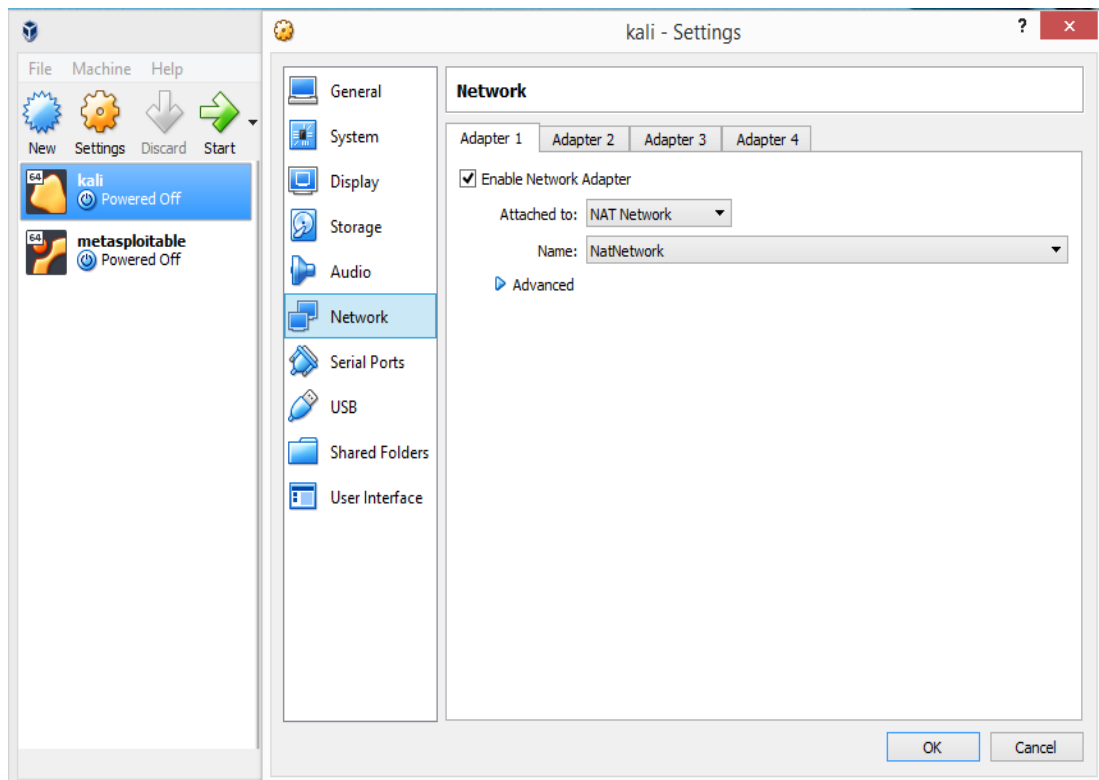 kali - Settings
?
×
File Machine Help
New Settings Discard Start
64
kali
Powered Off
64
metasploitable
Powered Off
General
System
Display
Storage
Audio
Network
Serial Ports
USB
Shared Folders
User Interface
Network
Adapter 1 Adapter 2 Adapter 3 Adapter 4
Enable Network Adapter
Attached to: NAT Network
Name: NatNetwork
Advanced
OK Cancel